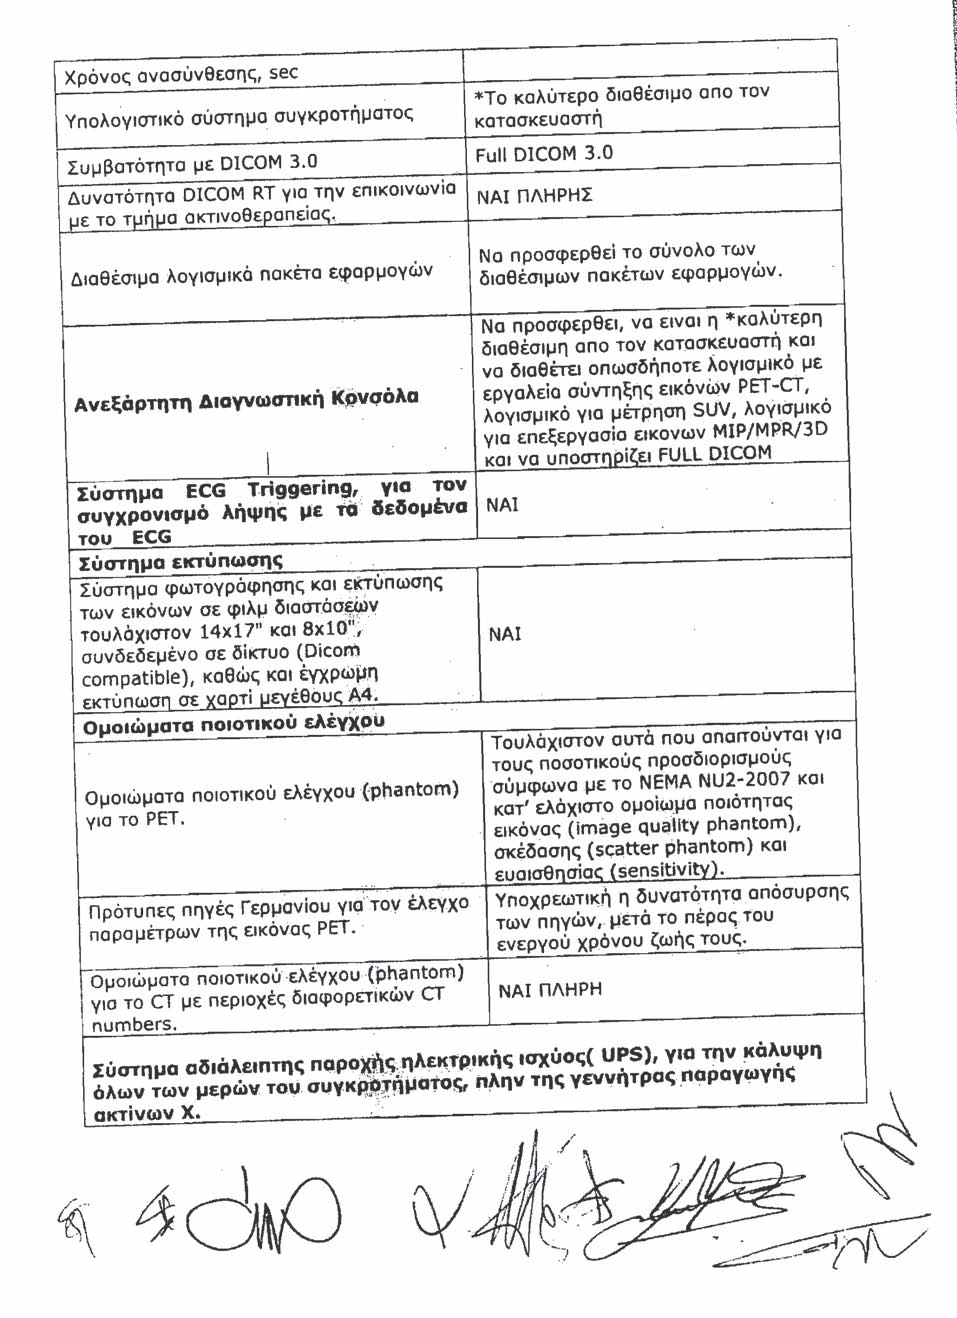 Χρόνος ανασύνθεσης, sec
Υπολογιστικό σύστημα συγκροτήματος
*Το καλύτερο διαθέσιμο απο τον
κατασκευαστή
Συμβατότητα με DICOM 3.0
Full DICOM 3.0
Δυνατότητα DICOM RT για την επικοινωνία
με το τμήμα ακτινοθεραπείας.
ΝΑΙ ΠΛΗΡΗΣ
Διαθέσιμα λογισμικά πακέτα εφαρμογών
Να προσφερθεί το σύνολο των
διαθέσιμων πακέτων εφαρμογών.
Ανεξάρτητη Διαγνωστική Κονσόλα
Να προσφερθει, να ειναι η *καλύτερη
διαθέσιμη απο τον κατασκευαστή και
να διαθέτει οπωσδήποτε λογισμικό με
εργαλεία σύντηξης εικόνων PET-CT,
λογισμικό για μέτρηση SUV, λογισμικό
για επεξεργασία εικονων MIP/MPR/3D
και να υποστηρίζει FULL DICOM
Σύστημα ECG Triggering, για τον
συγχρονισμό λήψης με τα δεδομένα
του ECG
ΝΑΙ
Σύστημα εκτύπωσης
Σύστημα φωτογράφησης και εκτύπωσης
των εικόνων σε φιλμ διαστάσεων
τουλάχιστον 14x17" και 8x10",
συνδεδεμένο σε δίκτυο (Dicom
compatible), καθώς και έγχρωμη
εκτύπωση σε χαρτί μεγέθους Α4.
ΝΑΙ
Ομοιώματα ποιοτικού ελέγχου
Ομοιώματα ποιοτικού ελέγχου (phantom)
για το PET.
Τουλάχιστον αυτά που απαιτούνται για
τους ποσοτικούς προσδιορισμούς
σύμφωνα με το NEMA NU2-2007 και
κατ' ελάχιστο ομοίωμα ποιότητας
εικόνας (image quality phantom),
σκέδασης (scatter phantom) και
ευαισθησίας (sensitivity).
Πρότυπες πηγές Γερμανίου για τον έλεγχο
παραμέτρων της εικόνας PET.
Υποχρεωτική η δυνατότητα απόσυρσης
των πηγών, μετά το πέρας του
ενεργού χρόνου ζωής τους.
Ομοιώματα ποιοτικού ελέγχου (phantom)
για το CT με περιοχές διαφορετικών CT
numbers.
ΝΑΙ ΠΛΗΡΗ
Σύστημα αδιάλειπτης παροχής ηλεκτρικής ισχύος( UPS), για την κάλυψη
όλων των μερών του συγκροτήματος, πλην της γεννήτρας παραγωγής
ακτίνων Χ.